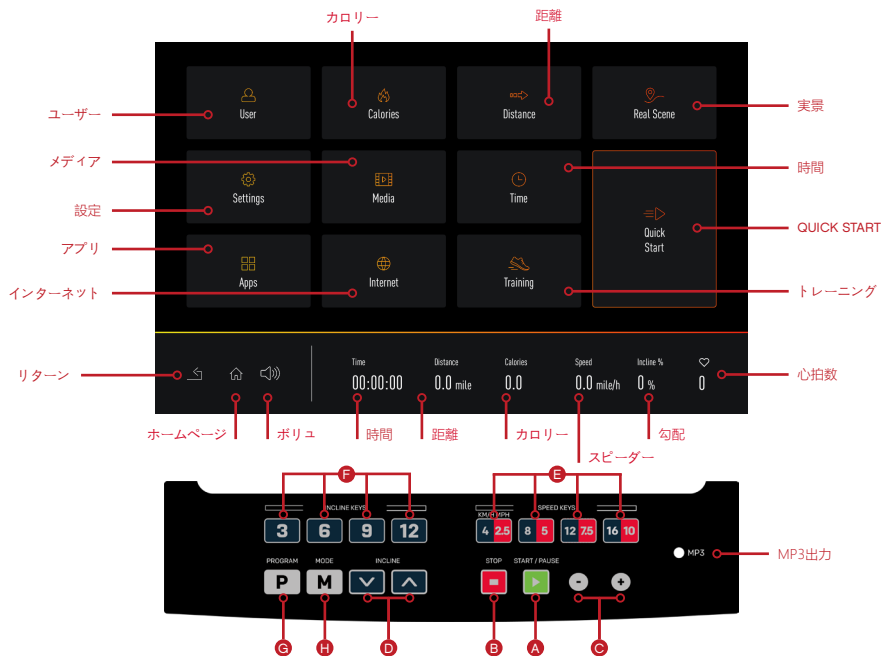 カロリー
距離
User
Calories
Distance
Real Scene
ユーザー
実景
メディア
時間
Settings
Media
Time
設定
Quick
Start
QUICK START
アプリ
Apps
Internet
Training
インターネット
トレーニング
Time
Distance
Calories
Speed
Incline %
リターン
00:00:00
0.0 mile
0.0
0.0 mile/h
0 %
0
心拍数
ホームページ
ボリュ
時間
距離
カロリー
勾配
スピーダー
F
E
INCLINE KEYS
KM/H MPH
SPEED KEYS
3
6
9
12
4 2.5
8 5
12 7.5
16 10
MP3
MP3出力
PROGRAM
MODE
INCLINE
STOP
START / PAUSE
P
M
-
+
G
H
D
B
A
C